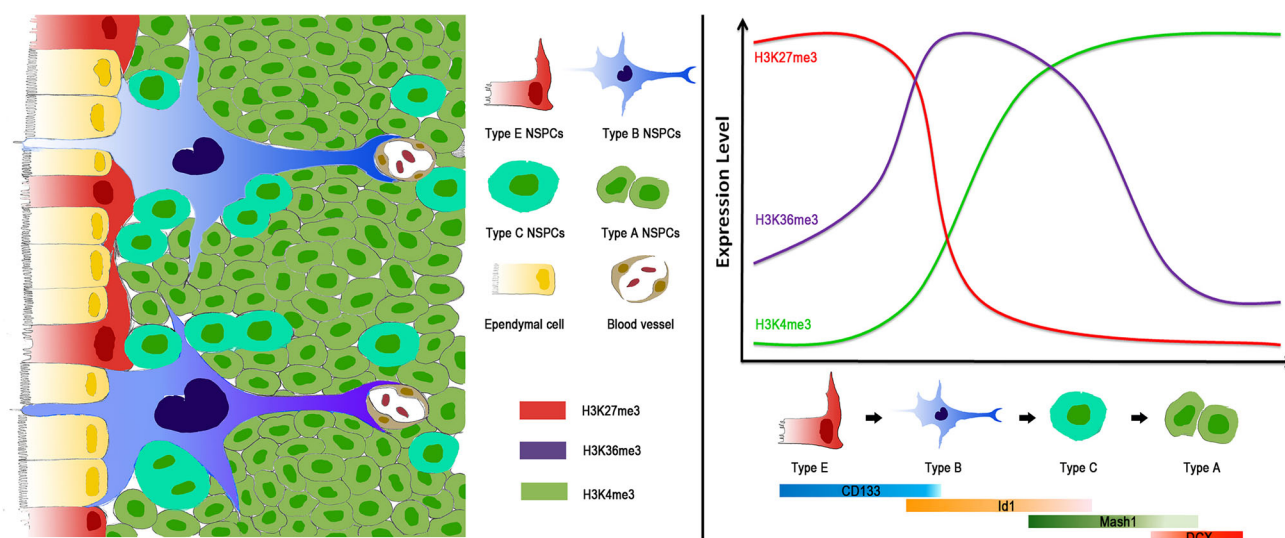 Type E NSPCs
Type B NSPCs
Type C NSPCs
Type A NSPCs
Ependymal cell
Blood vessel
H3K27me3
H3K36me3
H3K4me3
Expression Level
H3K27me3
H3K36me3
H3K4me3
Type E
Type B
Type C
Type A
CD133
Id1
Mash1
DCX